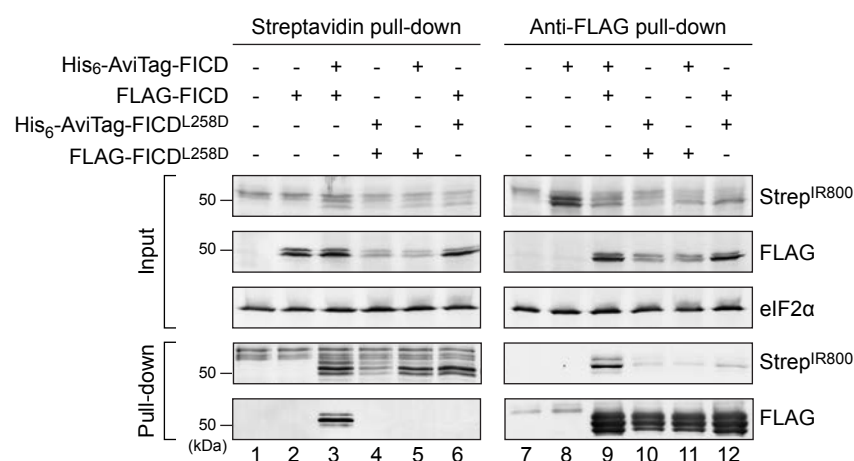 Streptavidin pull-down Anti-FLAG pull-down
His6-AviTag-FICD - - + - + - - + + - + -
FLAG-FICD - + + - - + - - + - - +
His6-AviTag-FICDL258D - - - + - + - - - + - +
FLAG-FICDL258D - - - + + - - - - + + -
Input
50 StrepIR800
50 FLAG
eIF2α
Pull-down
50 StrepIR800
50 FLAG
(kDa)
1 2 3 4 5 6 7 8 9 10 11 12